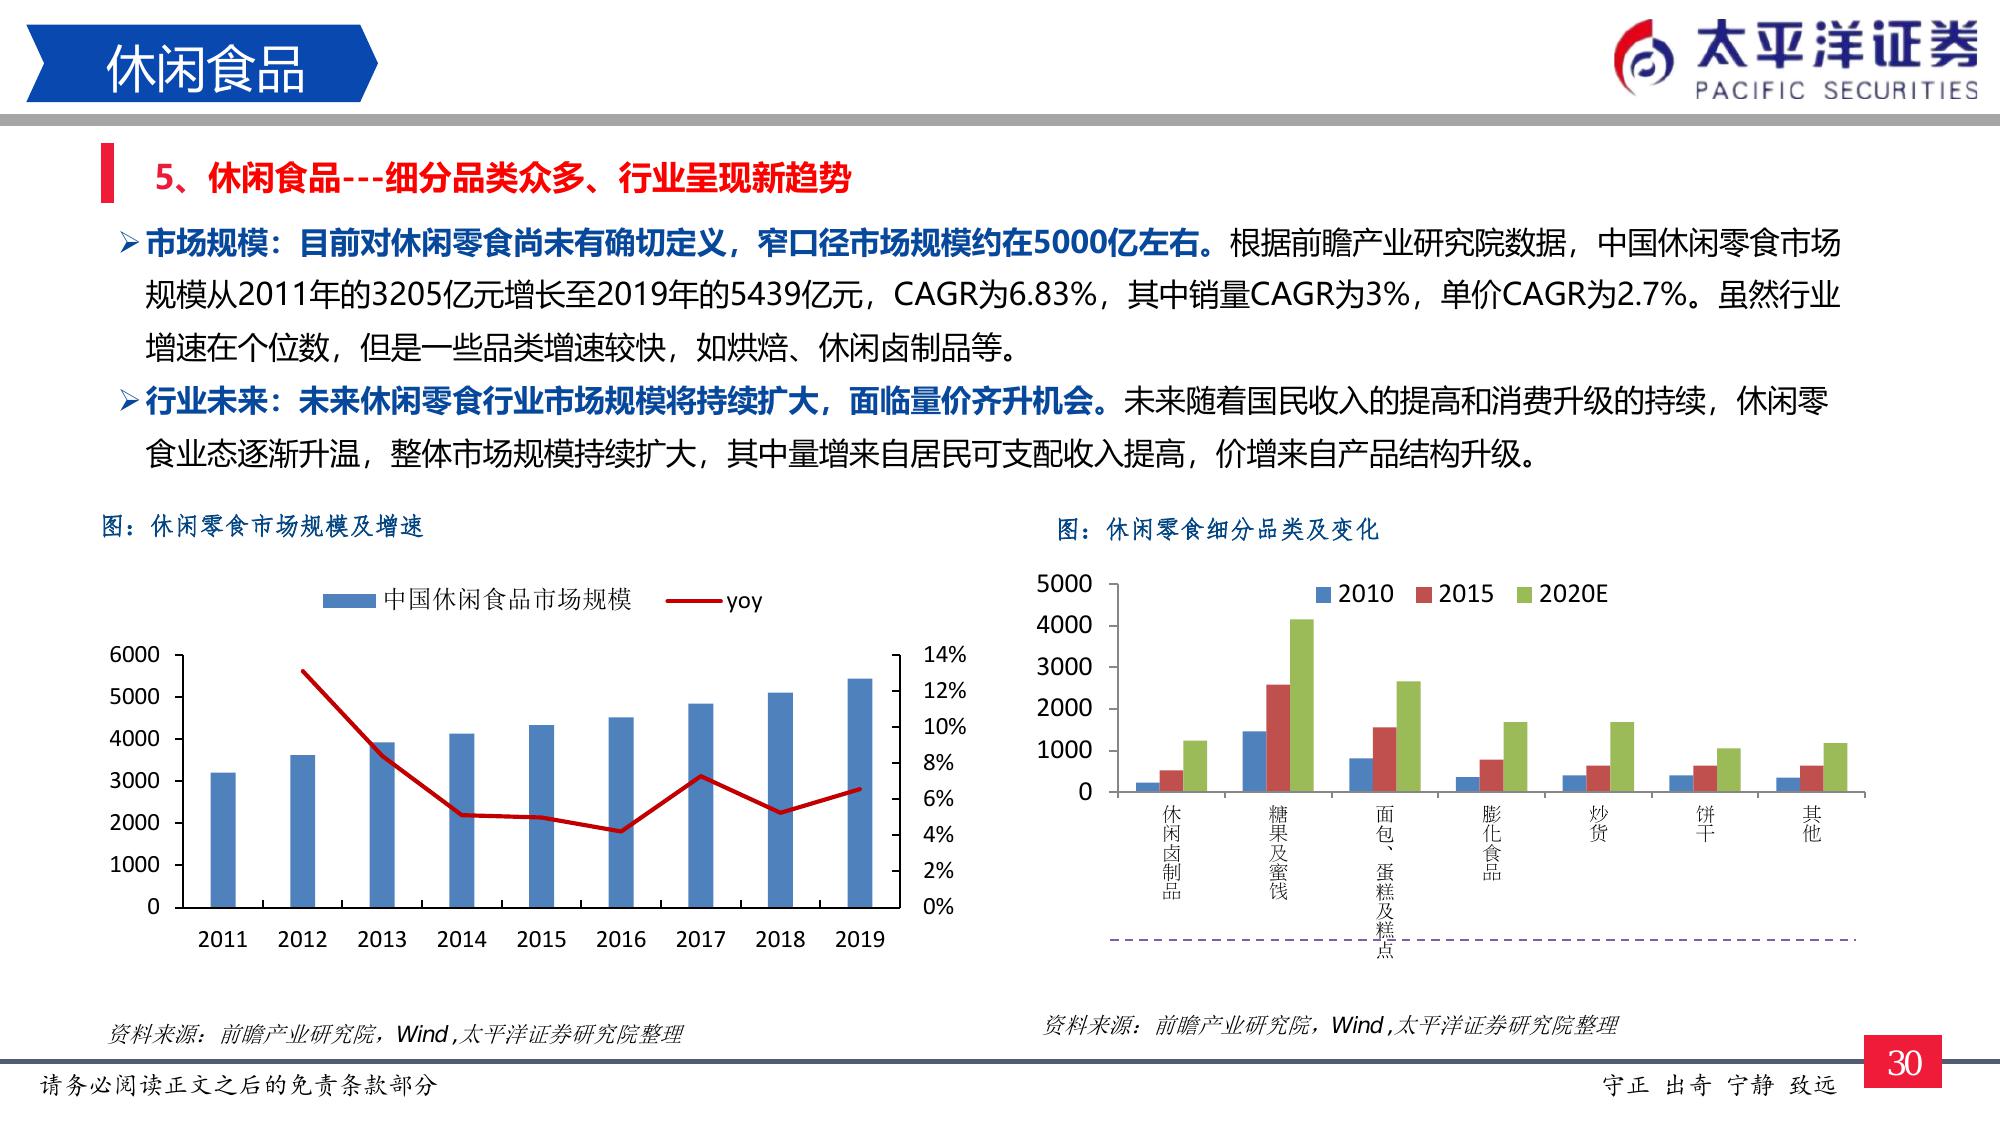 休闲食品
太平洋证券
PACIFIC SECURITIES
5、休闲食品---细分品类众多、行业呈现新趋势
➢市场规模：目前对休闲零食尚未有确切定义，窄口径市场规模约在5000亿左右。根据前瞻产业研究院数据，中国休闲零食市场
规模从2011年的3205亿元增长至2019年的5439亿元，CAGR为6.83%，其中销量CAGR为3%，单价CAGR为2.7%。虽然行业
增速在个位数，但是一些品类增速较快，如烘焙、休闲卤制品等。
➢行业未来：未来休闲零食行业市场规模将持续扩大，面临量价齐升机会。未来随着国民收入的提高和消费升级的持续，休闲零
食业态逐渐升温，整体市场规模持续扩大，其中量增来自居民可支配收入提高，价增来自产品结构升级。
图：休闲零食市场规模及增速
中国休闲食品市场规模 yoy
6000
5000
4000
3000
2000
1000
0
14%
12%
10%
8%
6%
4%
2%
0%
2011 2012 2013 2014 2015 2016 2017 2018 2019
资料来源：前瞻产业研究院，Wind ,太平洋证券研究院整理
图：休闲零食细分品类及变化
2010 2015 2020E
5000
4000
3000
2000
1000
0
休闲卤制品
糖果及蜜饯
面包、蛋糕及糕点
膨化食品
炒货
饼干
其他
资料来源：前瞻产业研究院，Wind ,太平洋证券研究院整理
请务必阅读正文之后的免责条款部分
守正 出奇 宁静 致远
30